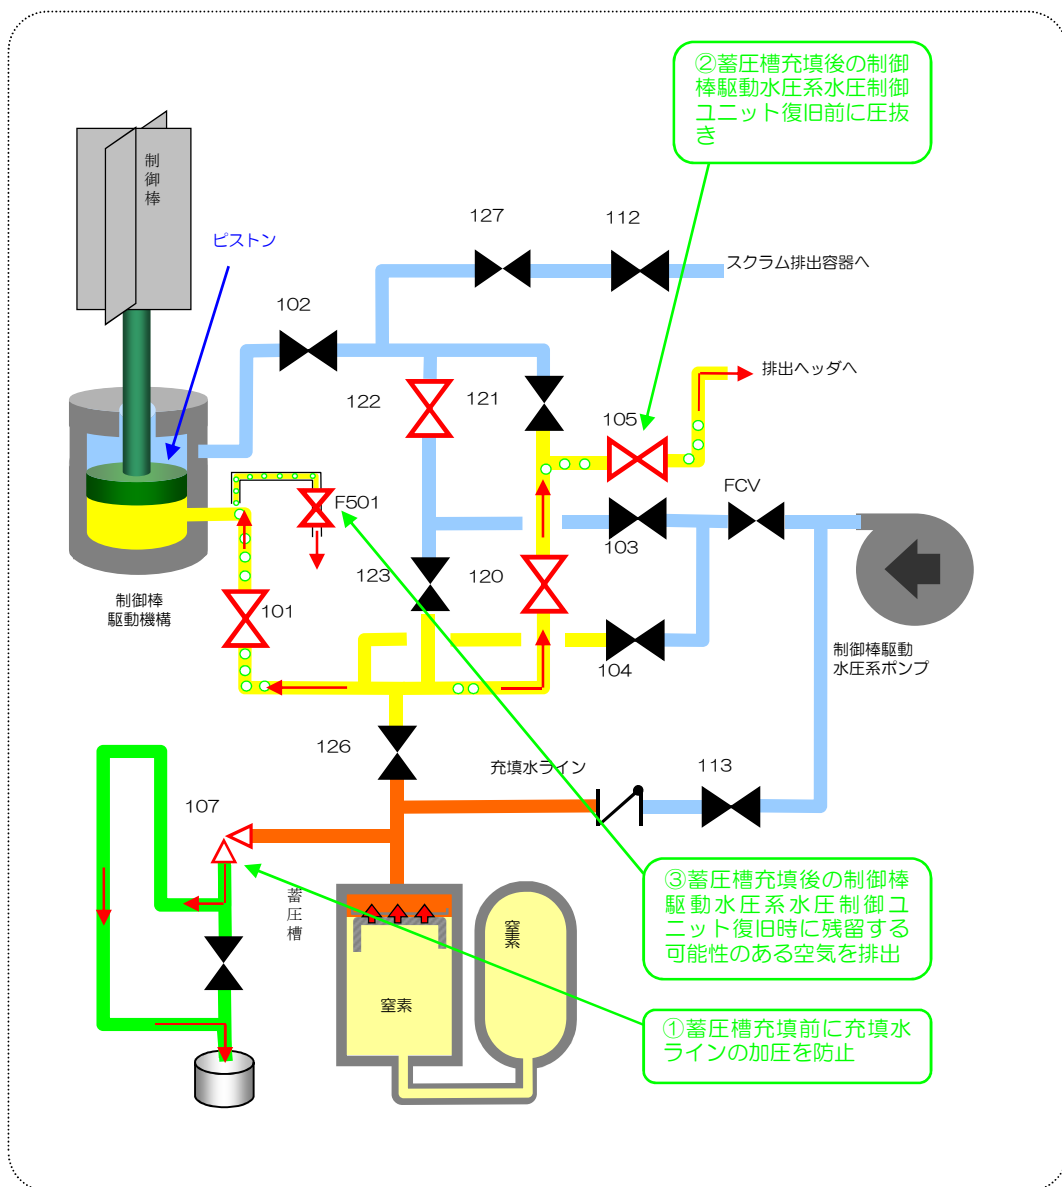 ②蓄圧槽充填後の制御
棒駆動水圧系水圧制御
ユニット復旧前に圧抜
き
制御棒
ピストン
127
112
スクラム排出容器へ
102
排出ヘッダへ
122
121
105
F501
FCV
103
123
120
101
制御棒
駆動機構
104
制御棒駆動
水圧系ポンプ
126
充填水ライン
113
107
蓄圧槽
窒素
窒素
③蓄圧槽充填後の制御棒
駆動水圧系水圧制御ユ
ニット復旧時に残留する
可能性のある空気を排出
①蓄圧槽充填前に充填水
ラインの加圧を防止